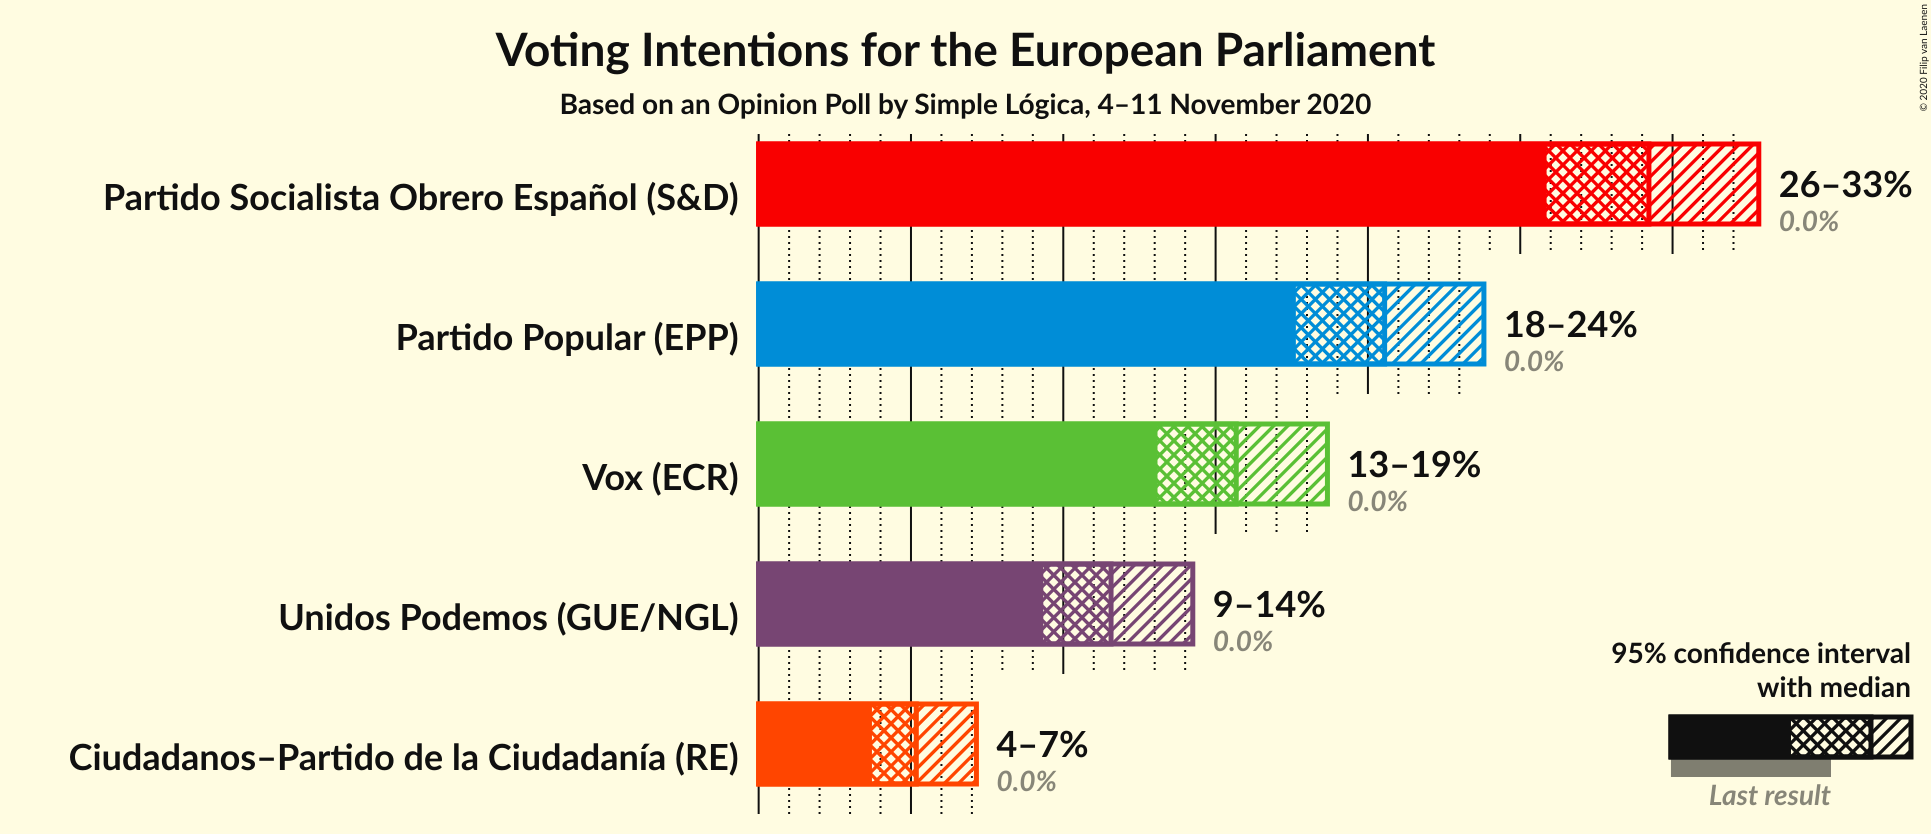 Voting Intentions for the European Parliament
Based on an Opinion Poll by Simple Lógica, 4–11 November 2020
© 2020 Filip van Laenen
Partido Socialista Obrero Español (S&D)
26–33%
0.0%
Partido Popular (EPP)
18–24%
0.0%
Vox (ECR)
13–19%
0.0%
Unidos Podemos (GUE/NGL)
9–14%
0.0%
Ciudadanos–Partido de la Ciudadanía (RE)
4–7%
0.0%
95% confidence interval
with median
Last result